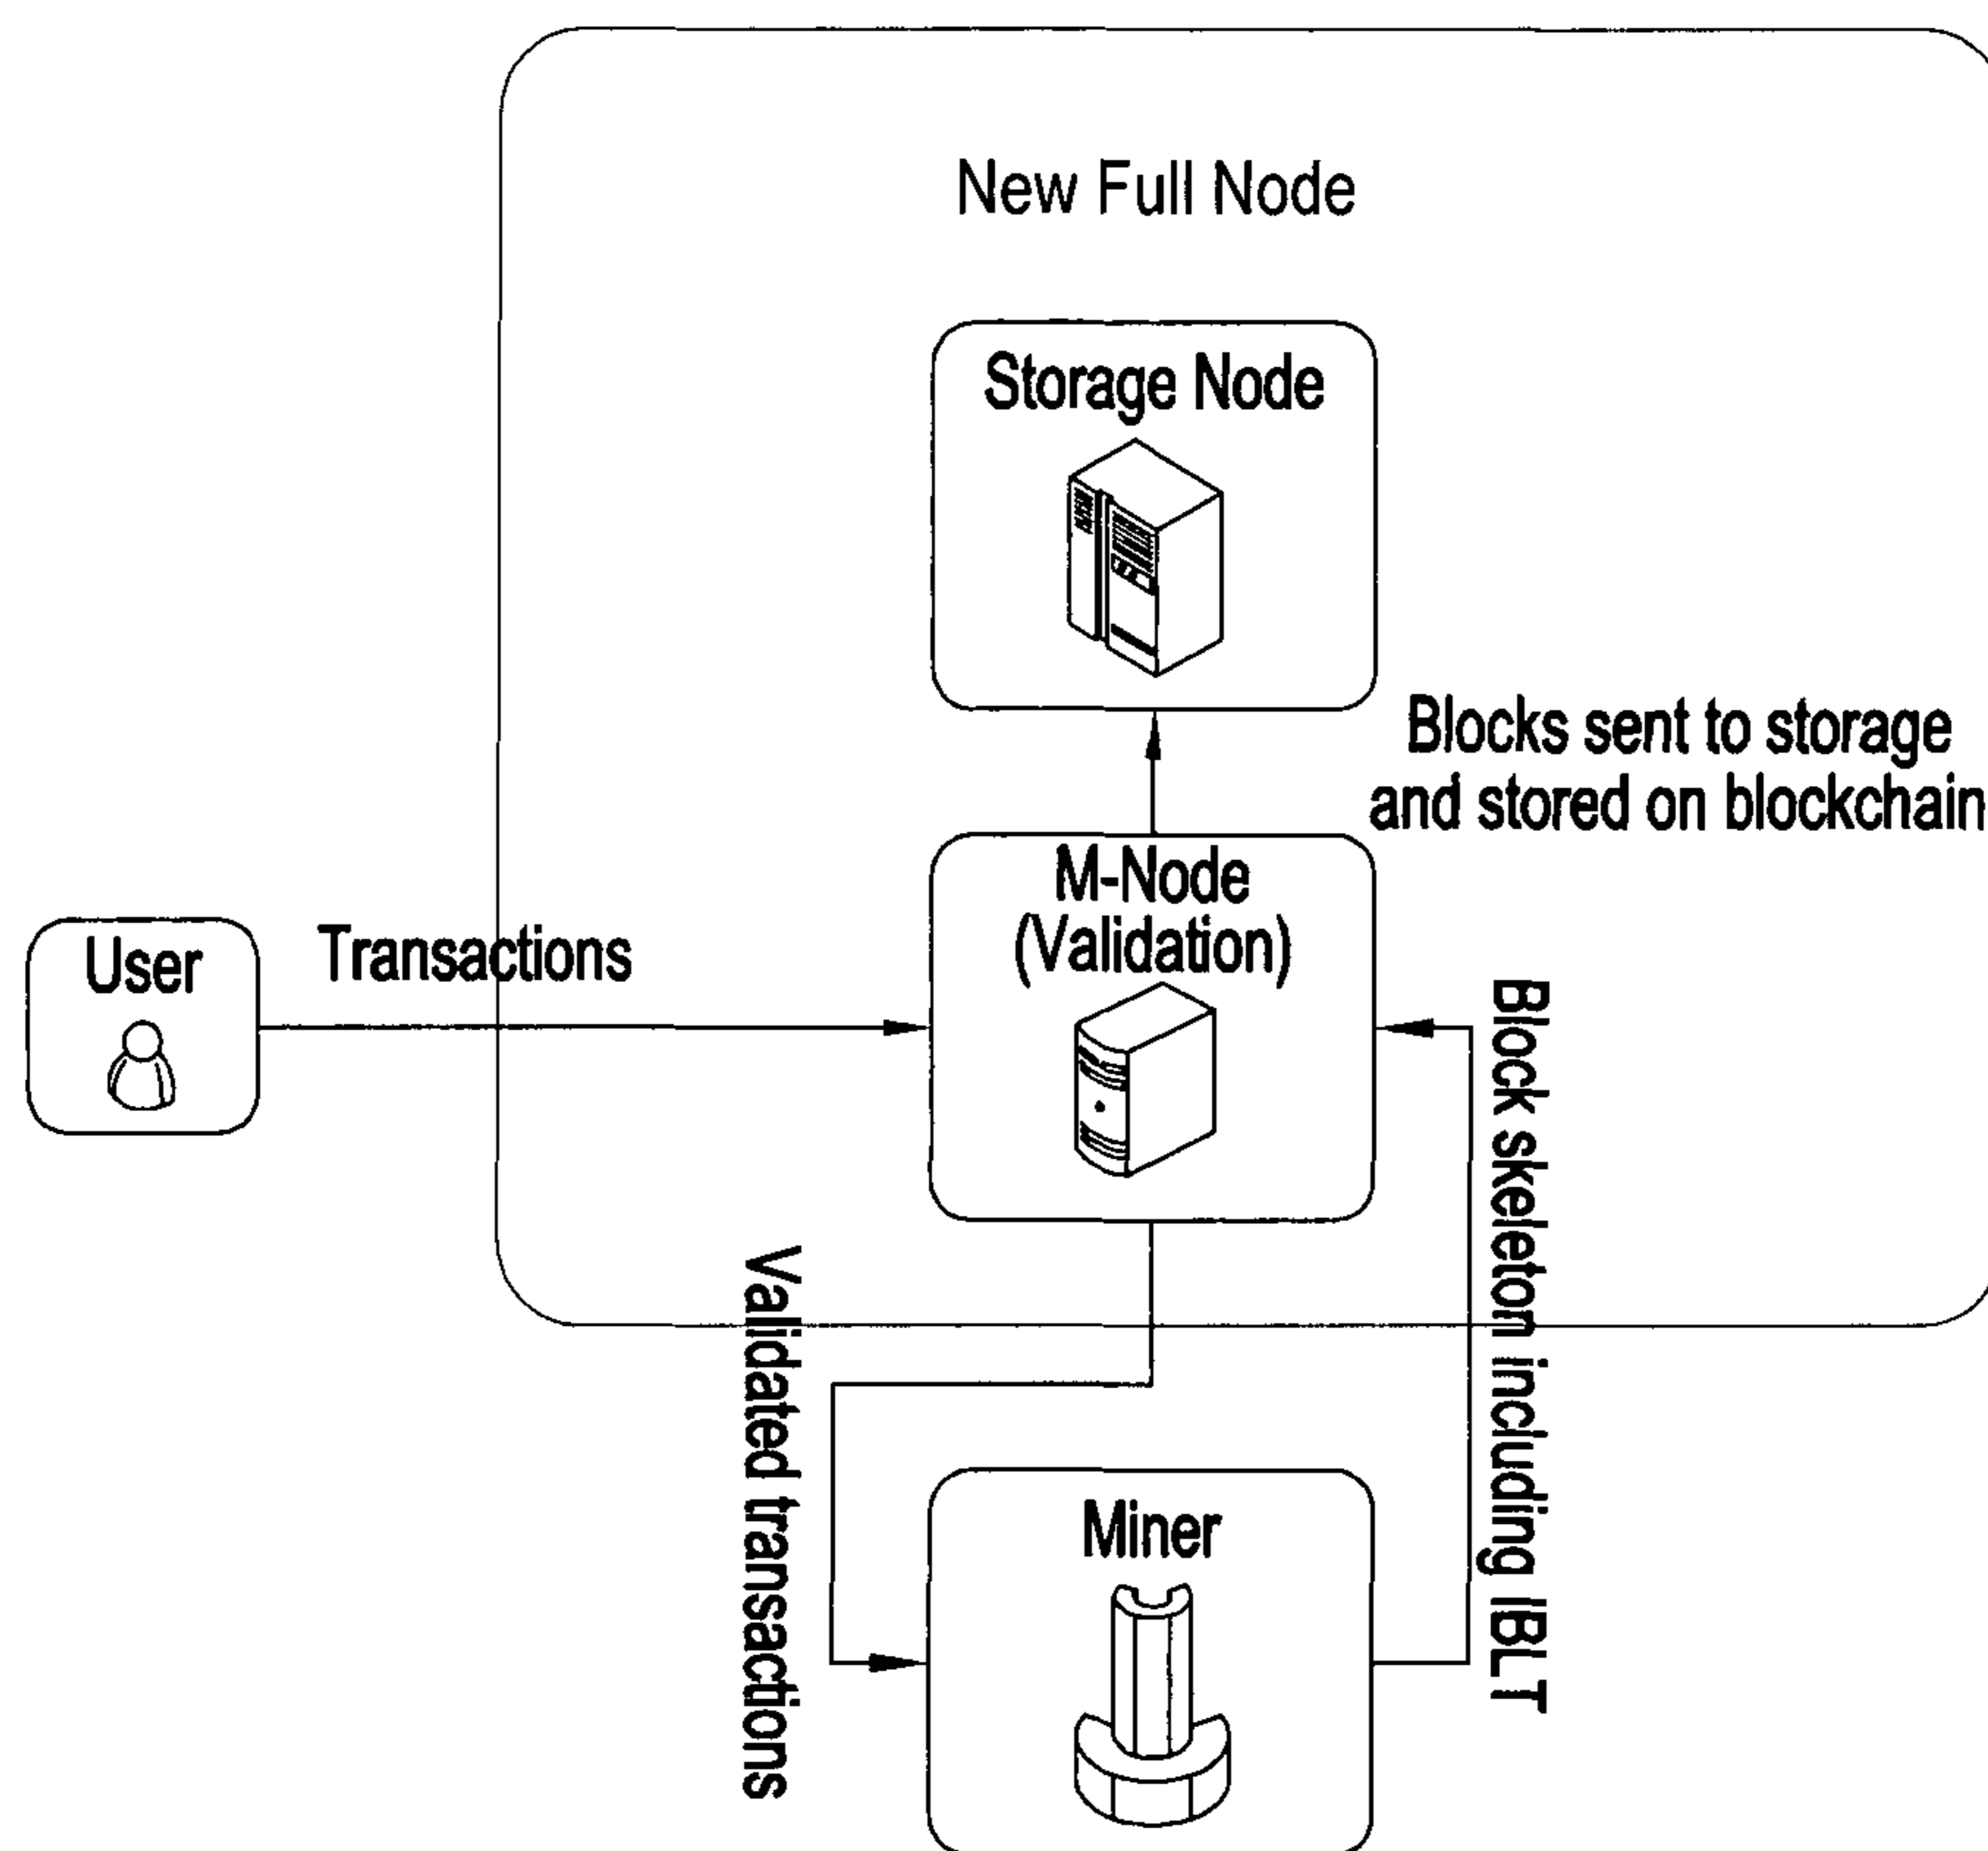 New Full Node
Storage Node
Blocks sent to storage
and stored on blockchain
M-Node
(Validation)
User
Transactions
Block skeleton including IBLT
Validated transactions
Miner